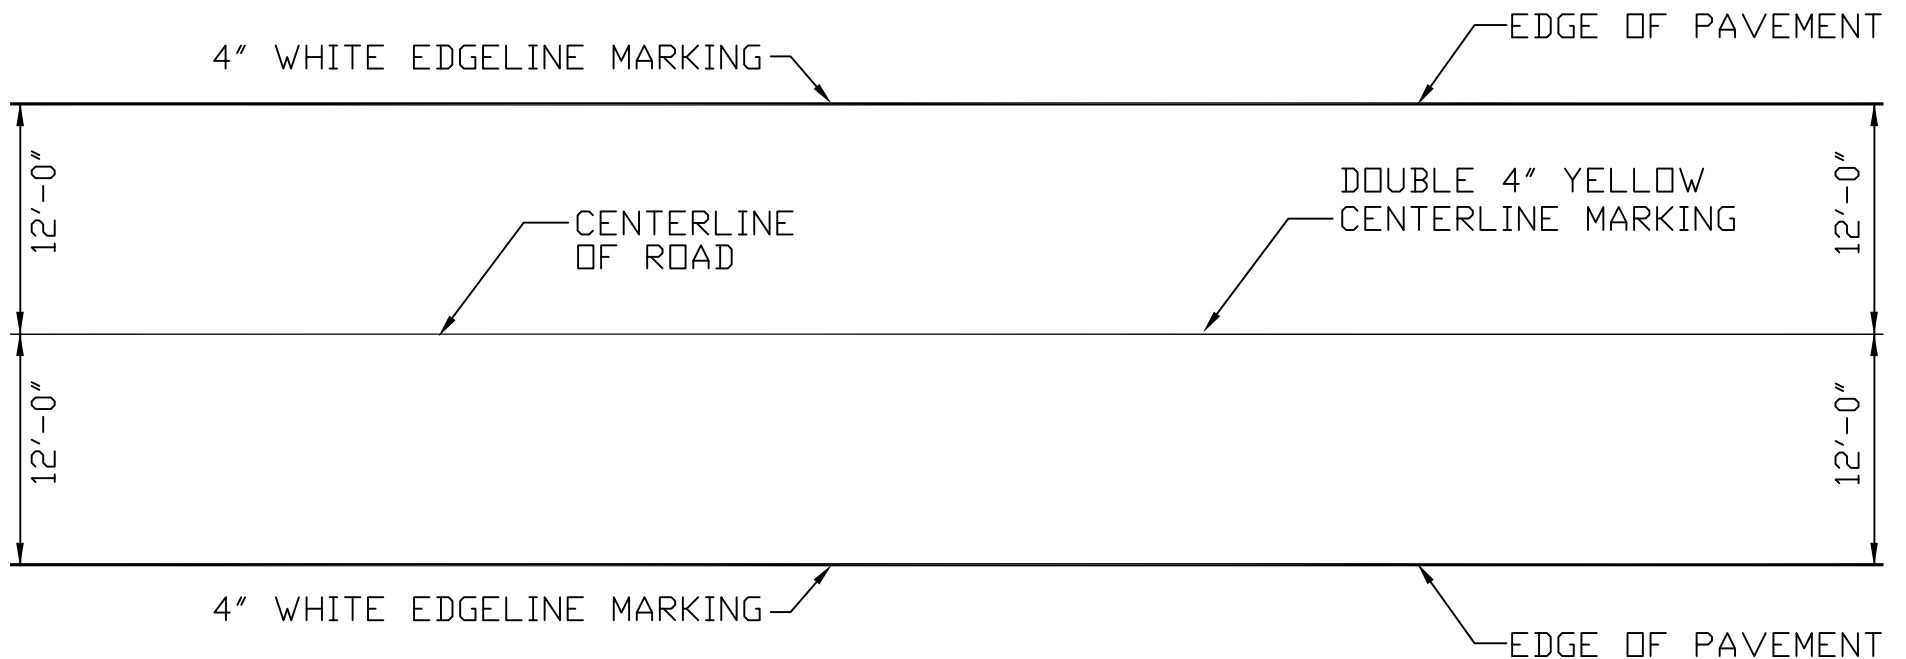 EDGE OF PAVEMENT
4" WHITE EDGELINE MARKING
12'-0"
12'-0"
DOUBLE 4" YELLOW
CENTERLINE MARKING
CENTERLINE
OF ROAD
12'-0"
12'-0"
4" WHITE EDGELINE MARKING
EDGE OF PAVEMENT